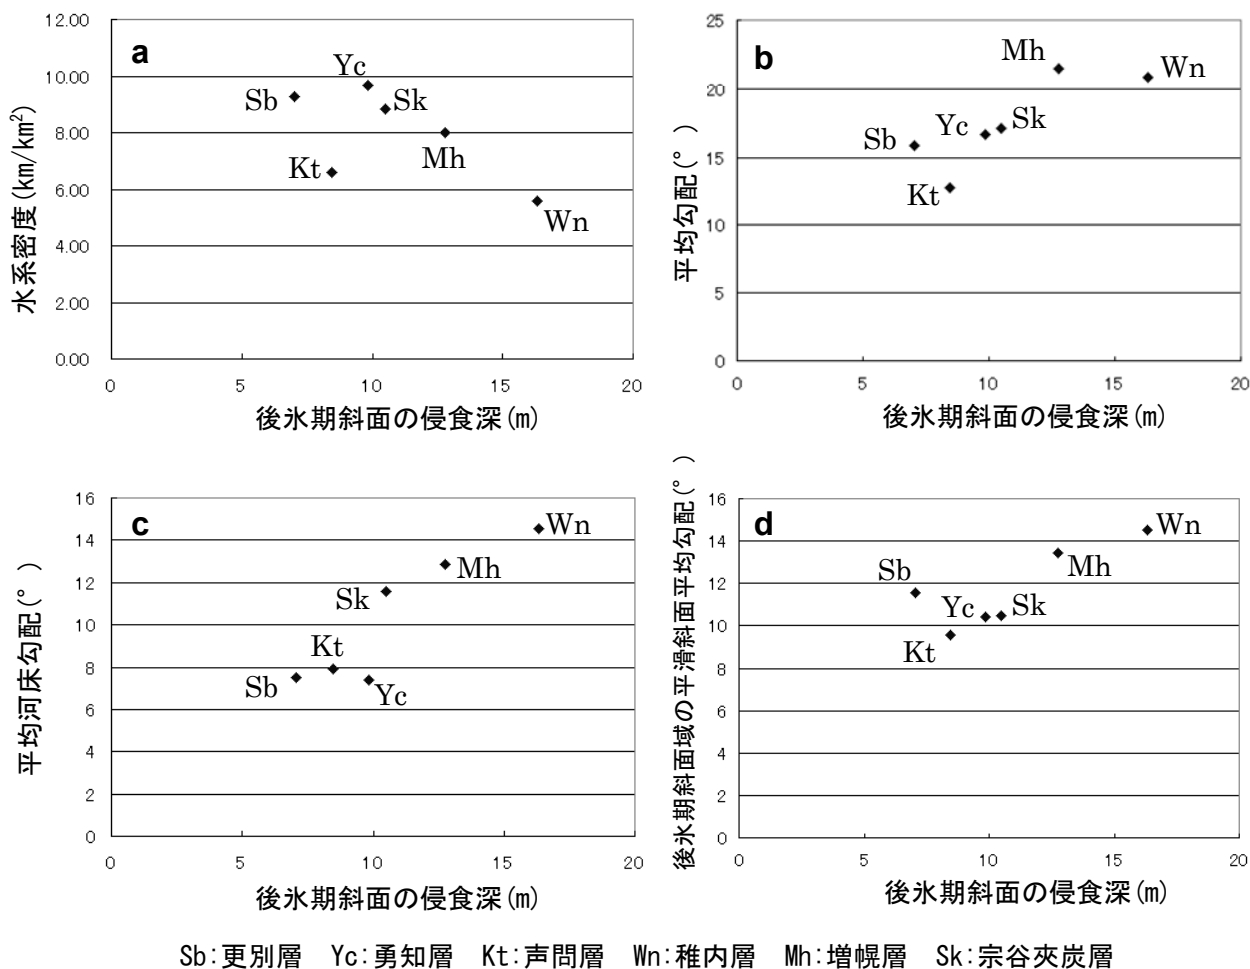 a
水系密度(km/km²)
12.00
10.00
8.00
6.00
4.00
2.00
0.00
Yc
Sb
Sk
Kt
Mh
Wn
0 5 10 15 20
後氷期斜面の侵食深(m)
b
平均勾配(°)
25
20
15
10
5
0
Mh
Wn
Sb
Yc
Sk
Kt
0 5 10 15 20
後氷期斜面の侵食深(m)
c
平均河床勾配(°)
16
14
12
10
8
6
4
2
0
Wn
Mh
Sk
Kt
Sb
Yc
0 5 10 15 20
後氷期斜面の侵食深(m)
d
後氷期斜面域の平滑斜面平均勾配(°)
16
14
12
10
8
6
4
2
0
Wn
Mh
Sb
Yc
Sk
Kt
0 5 10 15 20
後氷期斜面の侵食深(m)
Sb:更別層 Yc:勇知層 Kt:声問層 Wn:稚内層 Mh:増幌層 Sk:宗谷夾炭層